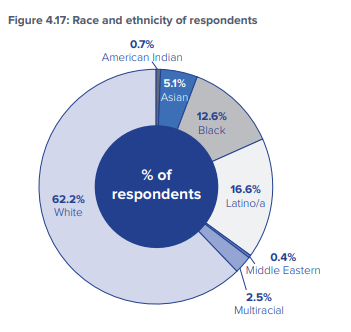 Figure 4.17: Race and ethnicity of respondents
0.7%
American Indian
5.1%
Asian
12.6%
Black
% of
respondents
16.6%
Latino/a
62.2%
White
0.4%
Middle Eastern
2.5%
Multiracial